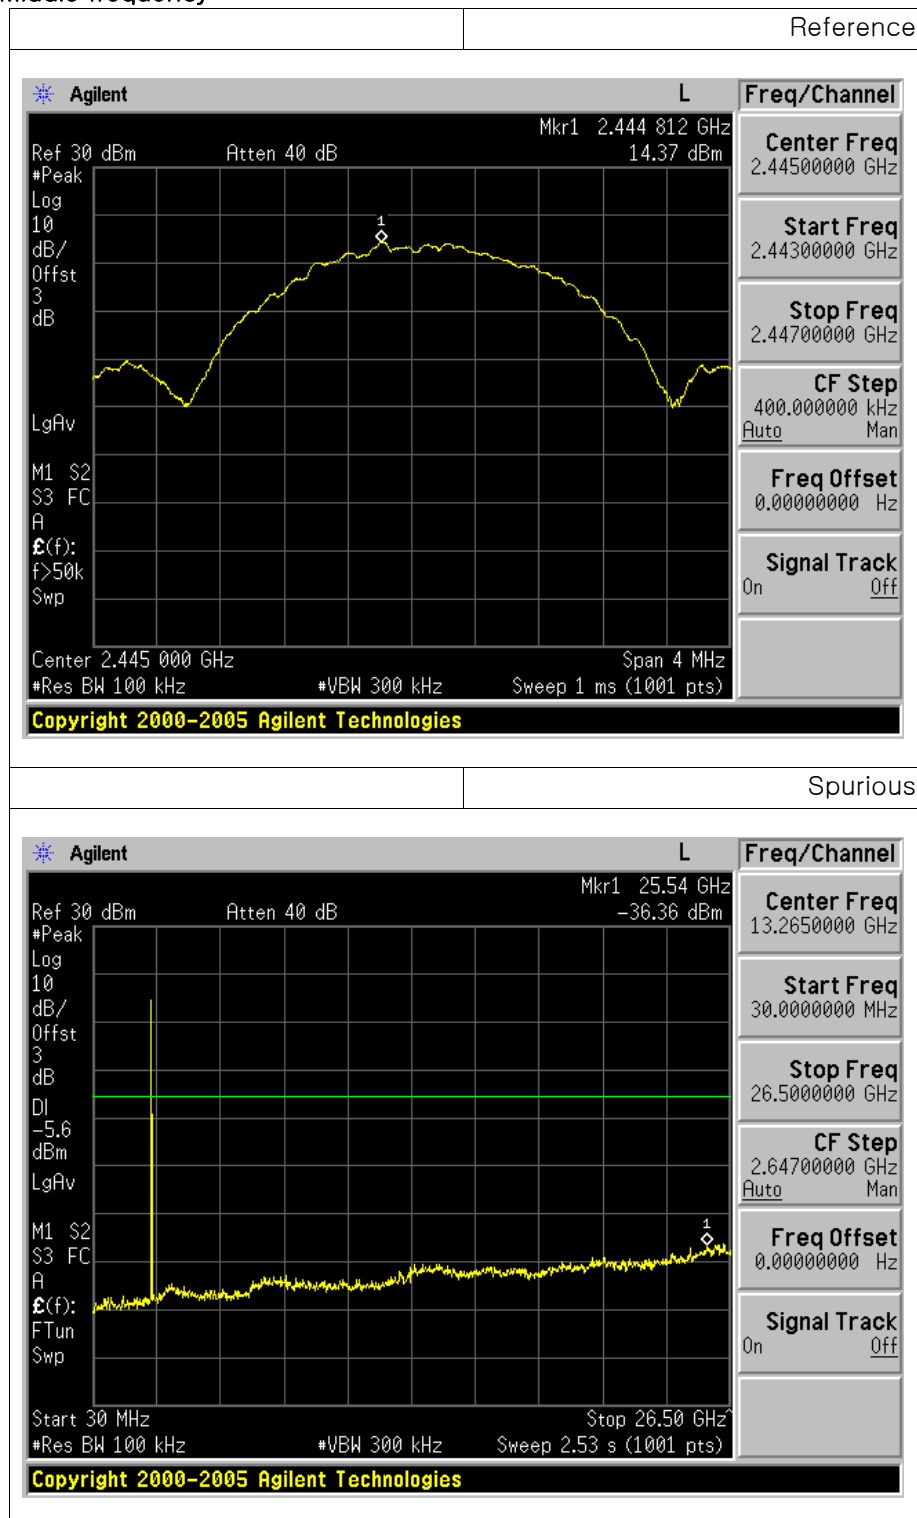 Middle frequency
Reference
Agilent L Freq/Channel
Mkr1 2.444 812 GHz
Ref 30 dBm Atten 40 dB 14.37 dBm
#Peak
Log
10
dB/
Offst
3
dB
1
LgAv
M1 S2
S3 FC
A
£(f):
f>50k
Swp
Center 2.445 000 GHz Span 4 MHz
#Res BW 100 kHz #VBW 300 kHz Sweep 1 ms (1001 pts)
Copyright 2000-2005 Agilent Technologies
Center Freq
2.44500000 GHz
Start Freq
2.44300000 GHz
Stop Freq
2.44700000 GHz
CF Step
400.000000 kHz
Auto Man
Freq Offset
0.00000000 Hz
Signal Track
On Off
Spurious
Agilent L Freq/Channel
Mkr1 25.54 GHz
Ref 30 dBm Atten 40 dB -36.36 dBm
#Peak
Log
10
dB/
Offst
3
dB
DI
-5.6
dBm
LgAv
1
M1 S2
S3 FC
A
£(f):
FTun
Swp
Start 30 MHz Stop 26.50 GHz^
#Res BW 100 kHz #VBW 300 kHz Sweep 2.53 s (1001 pts)
Copyright 2000-2005 Agilent Technologies
Center Freq
13.2650000 GHz
Start Freq
30.0000000 MHz
Stop Freq
26.5000000 GHz
CF Step
2.64700000 GHz
Auto Man
Freq Offset
0.00000000 Hz
Signal Track
On Off